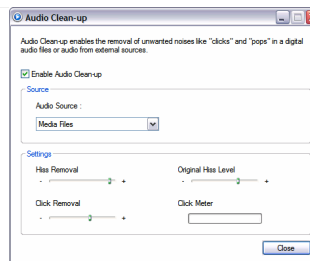 Audio Clean-up
Audio Clean-up enables the removal of unwanted noises like "clicks" and "pops" in a digital
audio files or audio from external sources.
Enable Audio Clean-up
Source
Audio Source :
Media Files
Settings
Hiss Removal
Original Hiss Level
- +
- +
Click Removal
Click Meter
- +
Close